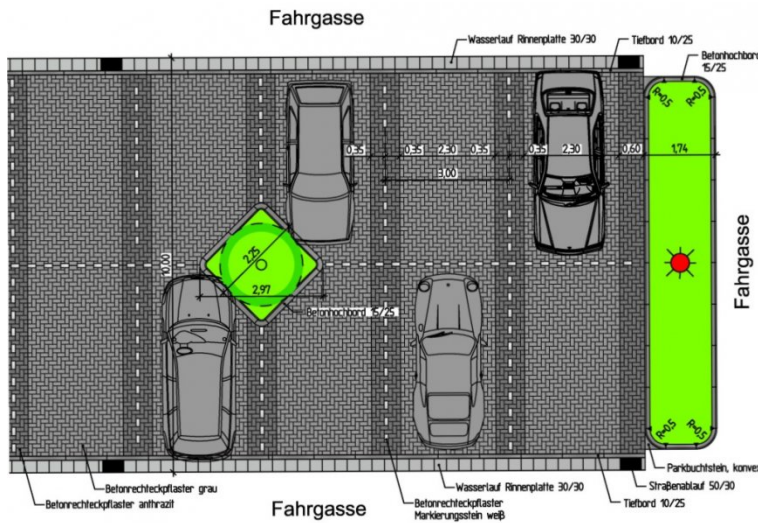 Fahrgasse
Wasserlauf Rinnenplatte 30/30
Tiefbord 10/25
Betonhochbord
15/25
R=0,5
R=0,5
0,35
0,35
2,30
0,35
0,35
2,30
0,60
1,74
3,00
10,00
2,25
2,97
Betonhochbord 15/25
Fahrgasse
R=0,5
R=0,5
Betonrechteckpflaster grau
Betonrechteckpflaster anthrazit
Fahrgasse
Wasserlauf Rinnenplatte 30/30
Betonrechteckpflaster
Markierungsstein weiß
Parkbuchtstein, konvex
Straßenablauf 50/30
Tiefbord 10/25